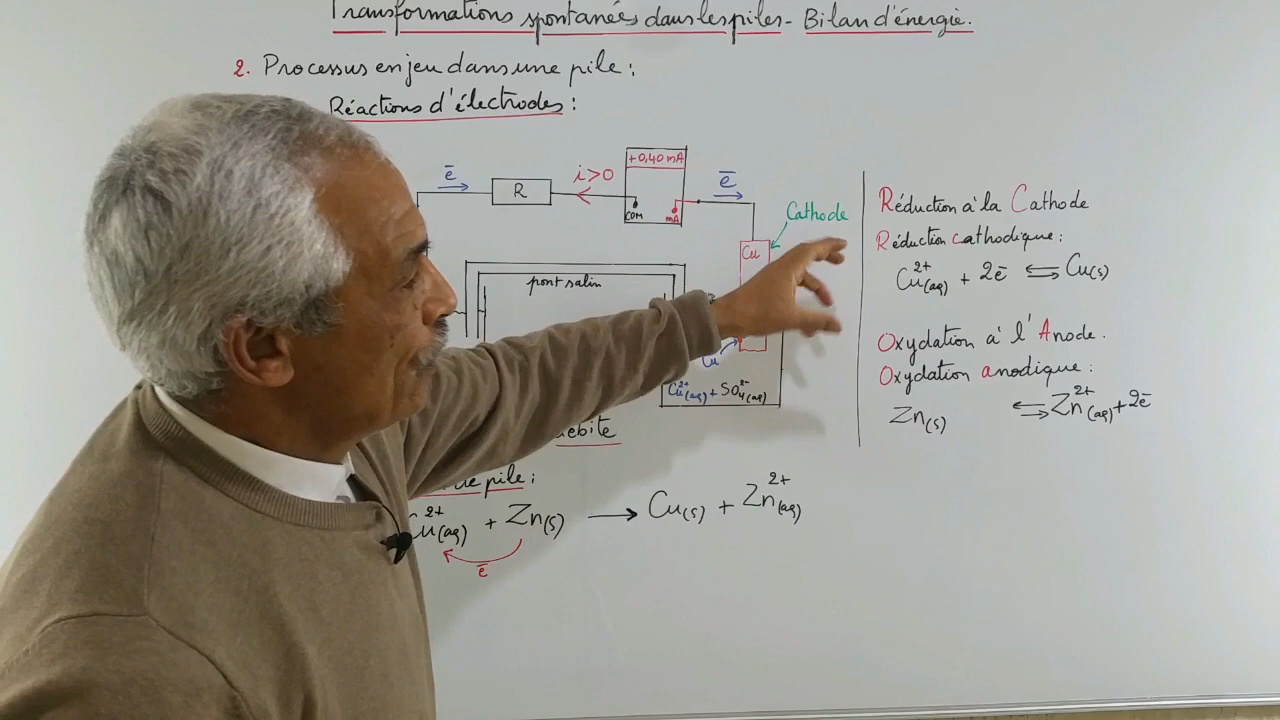 Transformations spontanées dans les piles - Bilan d'énergie.
2. Processus en jeu dans une pile :
Réactions d'électrodes :
+0,40 mA
e̅
R
i>0
COM
mA
e̅
Cathode
Cu
pont salin
Cu
Cu²⁺(aq) + SO₄²⁻(aq)
débite
pile :
Cu²⁺(aq) + Zn(s) → Cu(s) + Zn²⁺(aq)
e̅
Réduction à la Cathode
Réduction cathodique :
Cu²⁺(aq) + 2e̅ ⇌ Cu(s)
Oxydation à l'Anode.
Oxydation anodique :
Zn(s) ⇌ Zn²⁺(aq) + 2e̅